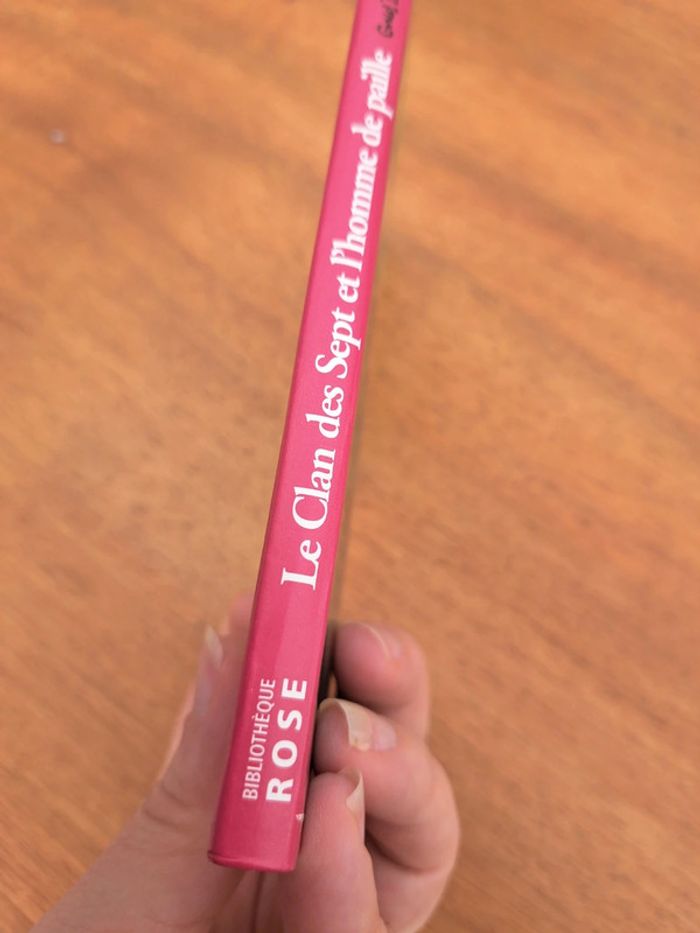 BIBLIOTHÈQUE
ROSE
Le Clan des Sept et l'homme de paille